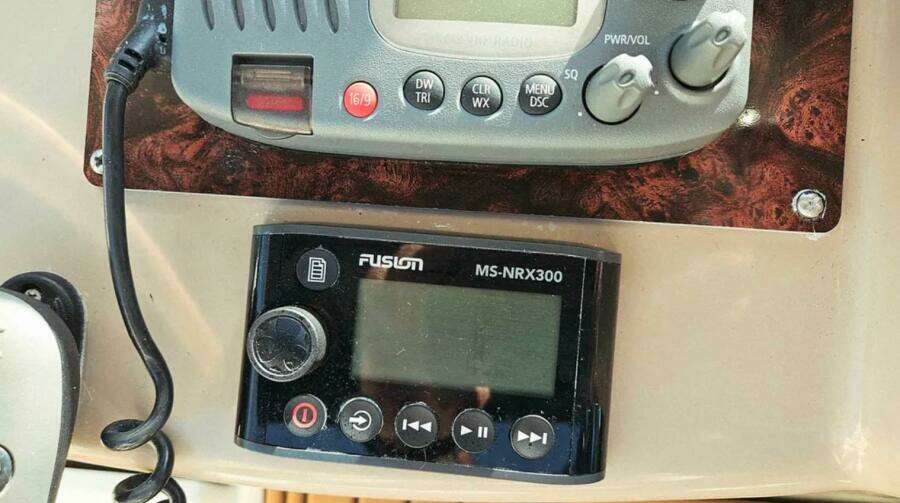 PWR/VOL
SQ
16/9
DW
TRI
CLR
WX
MENU
DSC
FUSION
MS-NRX300